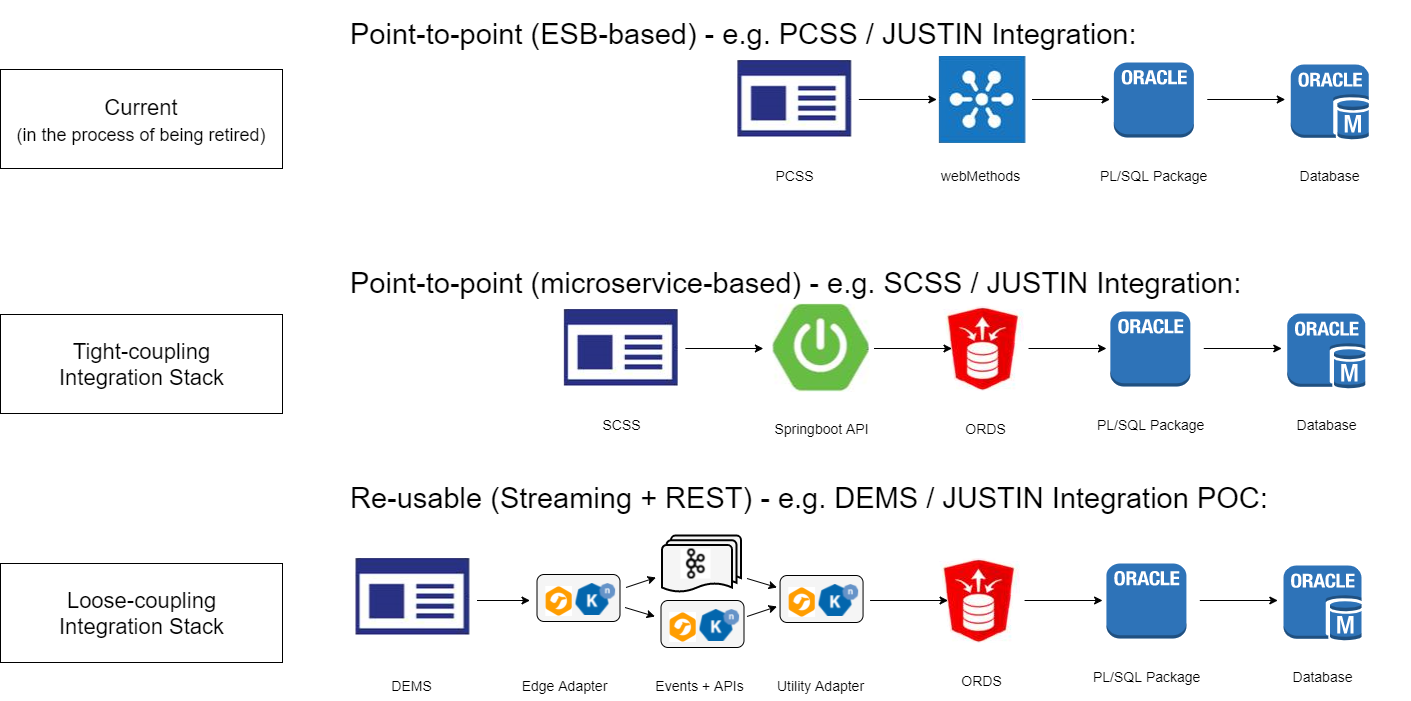 Point-to-point (ESB-based) - e.g. PCSS / JUSTIN Integration:
Current
(in the process of being retired)
ORACLE
ORACLE
M
PCSS
webMethods
PL/SQL Package
Database
Point-to-point (microservice-based) - e.g. SCSS / JUSTIN Integration:
Tight-coupling
Integration Stack
ORACLE
ORACLE
M
SCSS
Springboot API
ORDS
PL/SQL Package
Database
Re-usable (Streaming + REST) - e.g. DEMS / JUSTIN Integration POC:
Loose-coupling
Integration Stack
K
n
K
n
K
n
ORACLE
ORACLE
M
DEMS
Edge Adapter
Events + APIs
Utility Adapter
ORDS
PL/SQL Package
Database